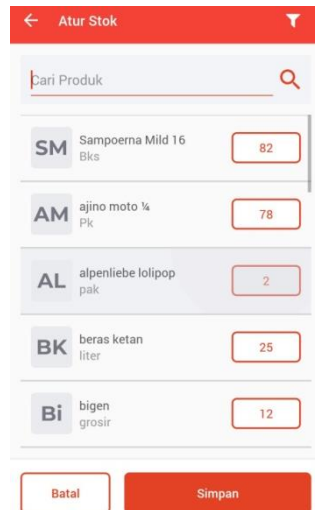 Atur Stok
Cari Produk
SM Sampoerna Mild 16 82
Bks
AM ajino moto ¼ 78
Pk
AL alpenliebe lolipop 2
pak
BK beras ketan 25
liter
Bi bigen 12
grosir
Batal Simpan